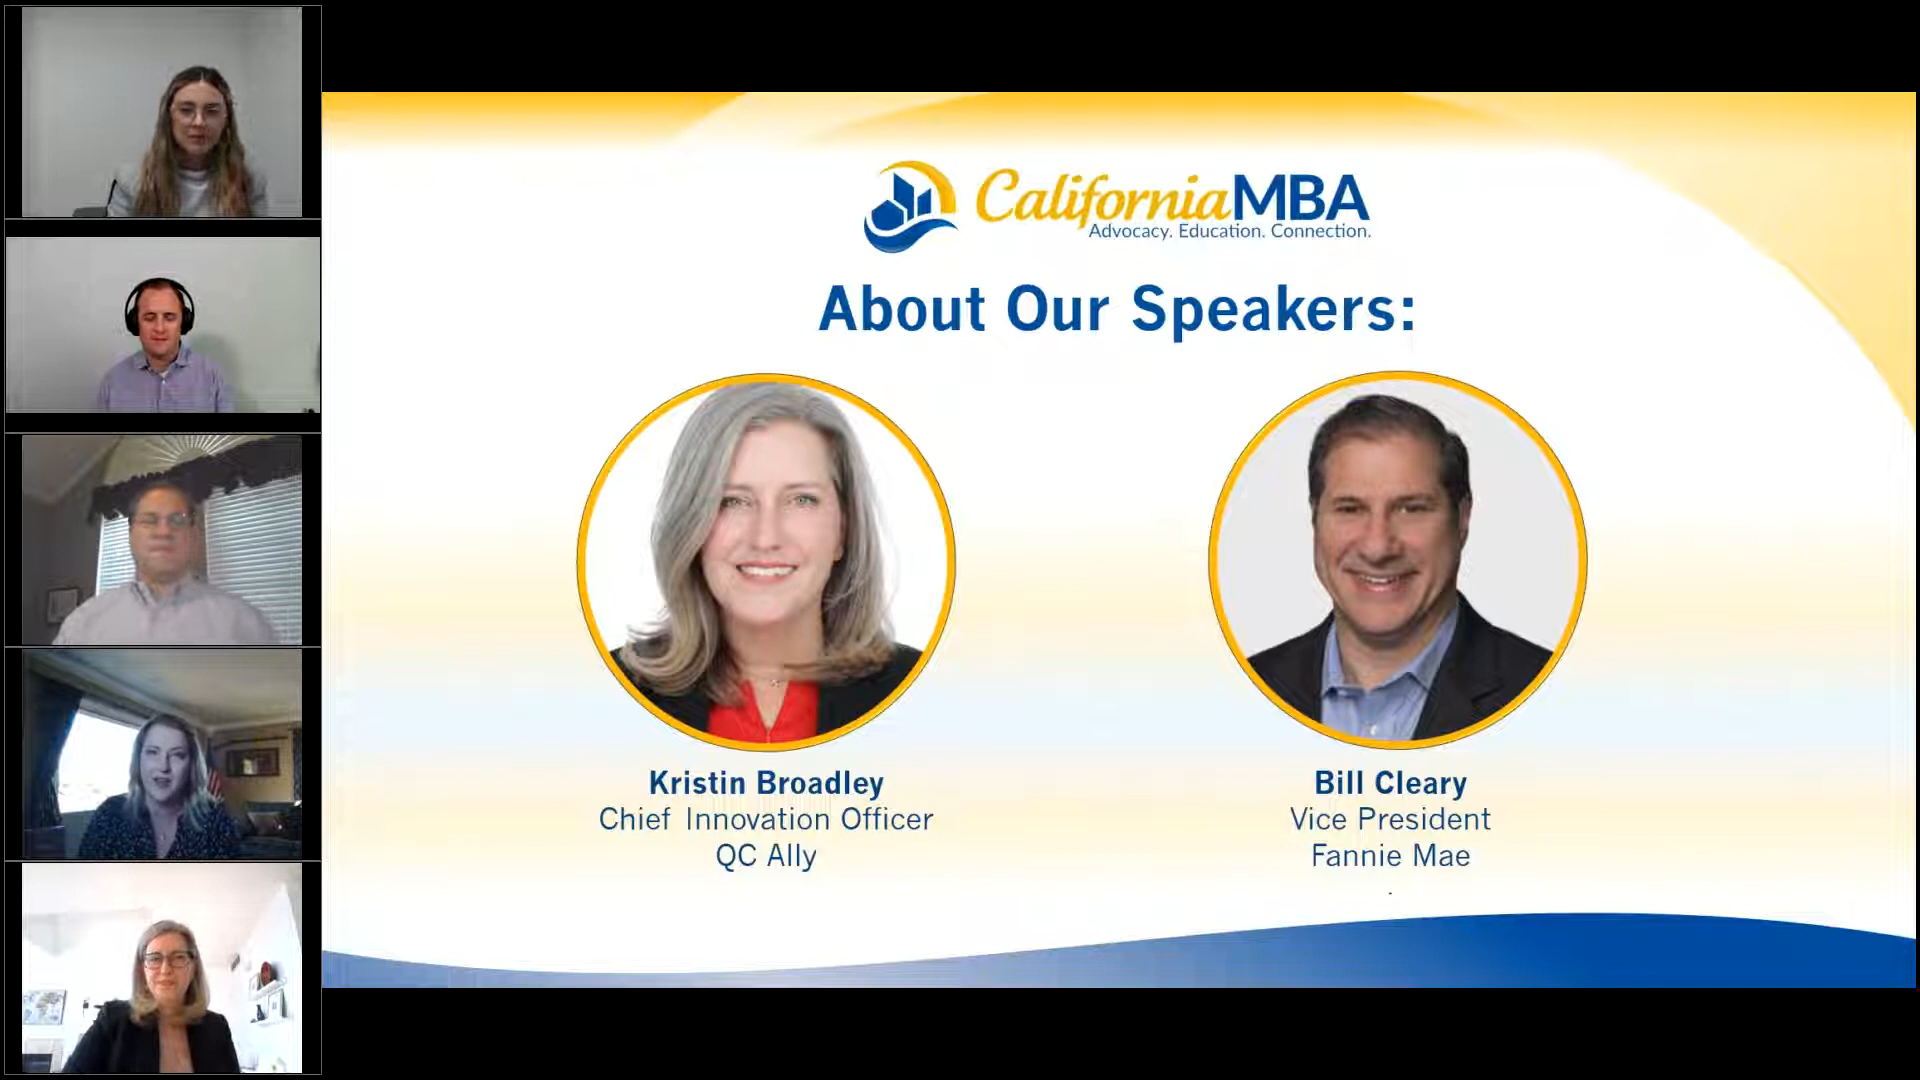 CaliforniaMBA
Advocacy. Education. Connection.
About Our Speakers:
Kristin Broadley
Chief Innovation Officer
QC Ally
Bill Cleary
Vice President
Fannie Mae